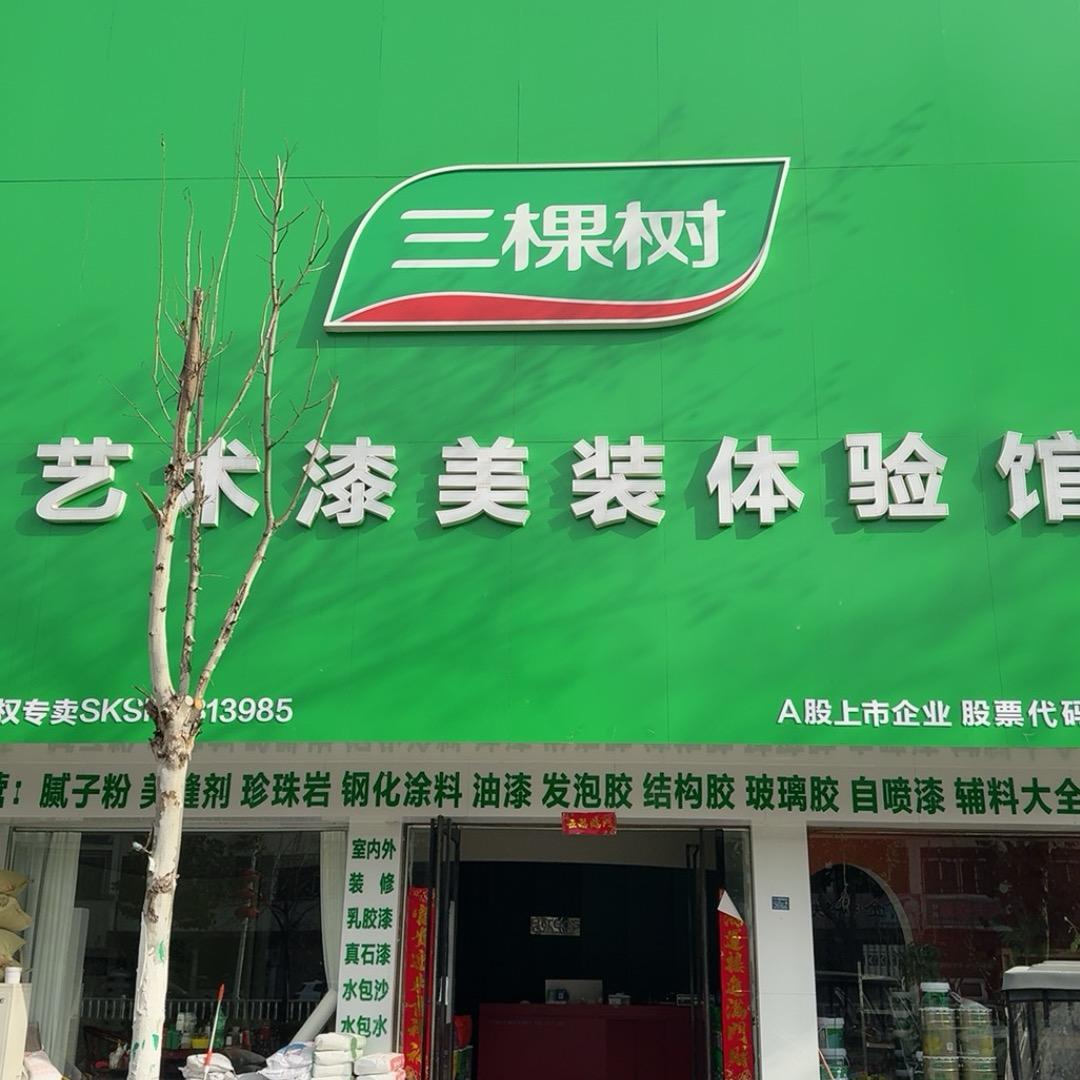 三棵树
艺术漆美装体验馆
权专卖SKS 13985
A股上市企业 股票代码
营：腻子粉 美缝剂 珍珠岩 钢化涂料 油漆 发泡胶 结构胶 玻璃胶 自喷漆 辅料大全
室内外
装 修
乳胶漆
真石漆
水包沙
水包水